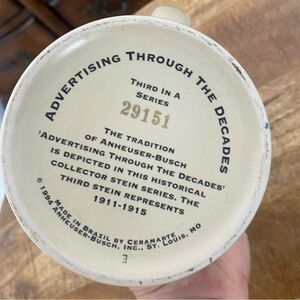 ADVERTISING THROUGH THE DECADES
THIRD IN A
SERIES
29151
THE TRADITION
OF ANHEUSER-BUSCH
'ADVERTISING THROUGH THE DECADES'
IS DEPICTED IN THIS HISTORICAL
COLLECTOR STEIN SERIES. THE
THIRD STEIN REPRESENTS
1911-1915
MADE IN BRAZIL BY CERAMARTE
© 1994 ANHEUSER-BUSCH, INC., ST. LOUIS, MO
3